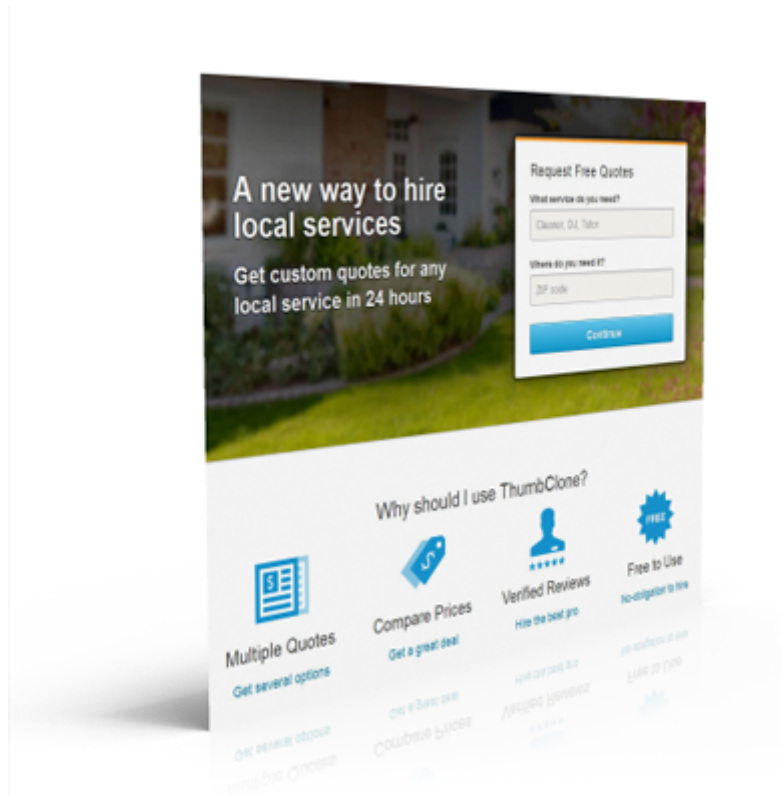 A new way to hire
local services
Get custom quotes for any
local service in 24 hours
Request Free Quotes
What service do you need?
Cleaner, DJ, Tutor
Where do you need it?
ZIP code
Continue
Why should I use ThumbClone?
$
$
FREE
Multiple Quotes
Compare Prices
Verified Reviews
Free to Use
Get several options
Get a great deal
Hire the best pro
No-obligation to hire